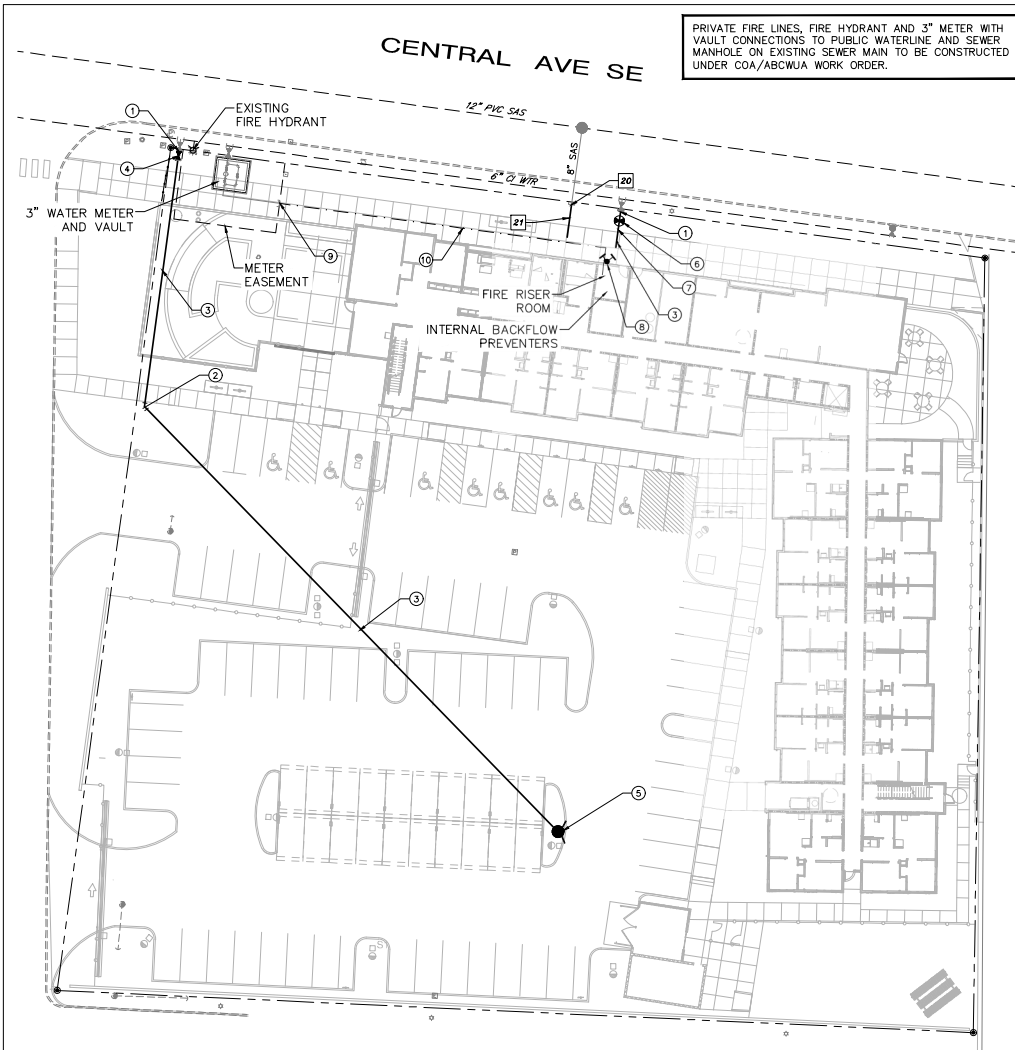 PRIVATE FIRE LINES, FIRE HYDRANT AND 3" METER WITH
VAULT CONNECTIONS TO PUBLIC WATERLINE AND SEWER
MANHOLE ON EXISTING SEWER MAIN TO BE CONSTRUCTED
UNDER COA/ABCWUA WORK ORDER.
CENTRAL AVE SE
12" PVC SAS
1
EXISTING
FIRE HYDRANT
4
8" SAS
6" CI WTR
20
21
3" WATER METER
AND VAULT
1
9
10
6
METER
EASEMENT
7
3
FIRE RISER
ROOM
3
8
INTERNAL BACKFLOW
PREVENTERS
2
3
5
S